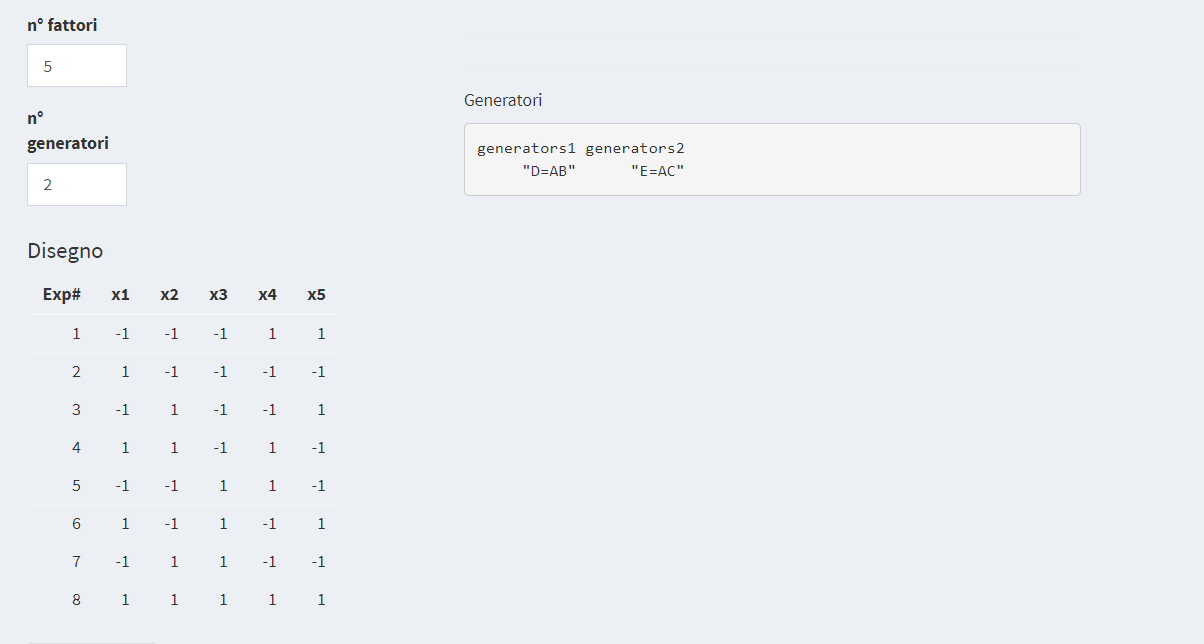 n° fattori
5
n°
generatori
2
Generatori
generators1 generators2
"D=AB" "E=AC"
Disegno
Exp# x1 x2 x3 x4 x5
1 -1 -1 -1 1 1
2 1 -1 -1 -1 -1
3 -1 1 -1 -1 1
4 1 1 -1 1 -1
5 -1 -1 1 1 -1
6 1 -1 1 -1 1
7 -1 1 1 -1 -1
8 1 1 1 1 1